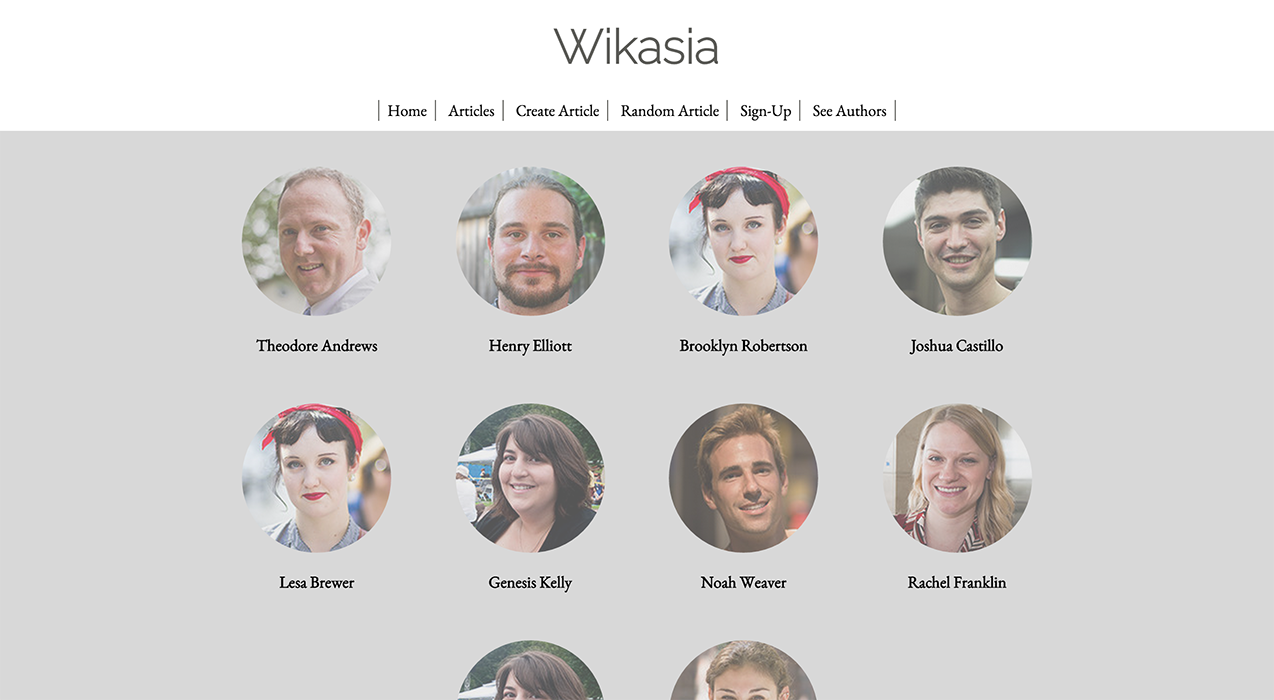 Wikasia
Home Articles Create Article Random Article Sign-Up See Authors
Theodore Andrews Henry Elliott Brooklyn Robertson Joshua Castillo
Lesa Brewer Genesis Kelly Noah Weaver Rachel Franklin